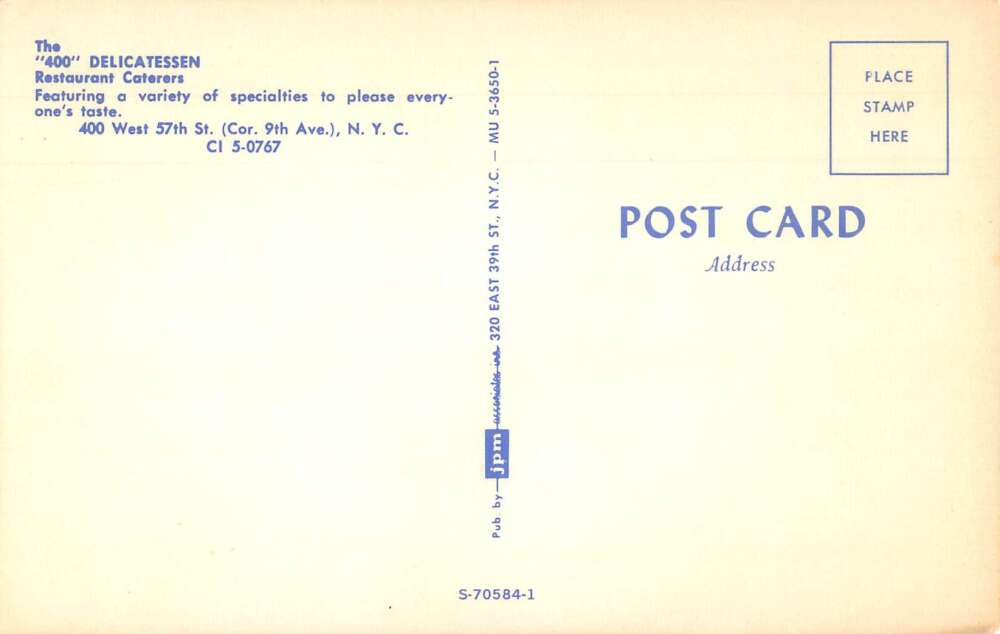 The
"400" DELICATESSEN
Restaurant Caterers
Featuring a variety of specialties to please every-
one's taste.
400 West 57th St. (Cor. 9th Ave.), N. Y. C.
CI 5-0767
Pub. by jpm associates inc. 320 EAST 39th ST., N.Y.C. — MU 5-3650-1
PLACE
STAMP
HERE
POST CARD
Address
S-70584-1